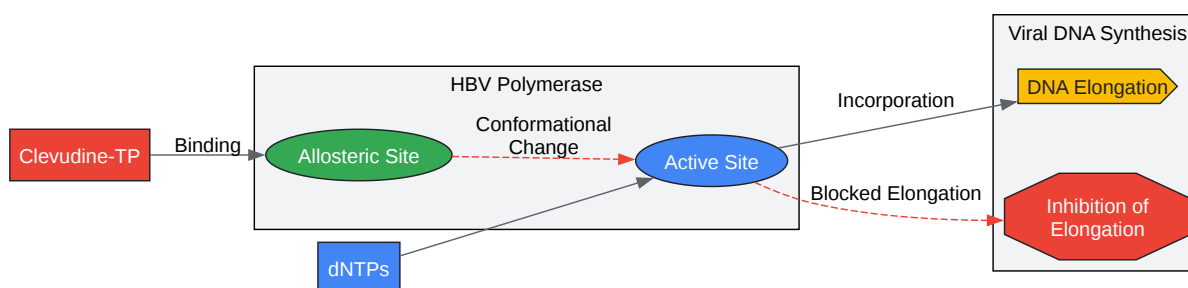 Viral DNA Synthesis
HBV Polymerase
DNA Elongation
Incorporation
Clevudine-TP
Binding
Allosteric Site
Conformational
Change
Active Site
Blocked Elongation
Inhibition of
Elongation
dNTPs